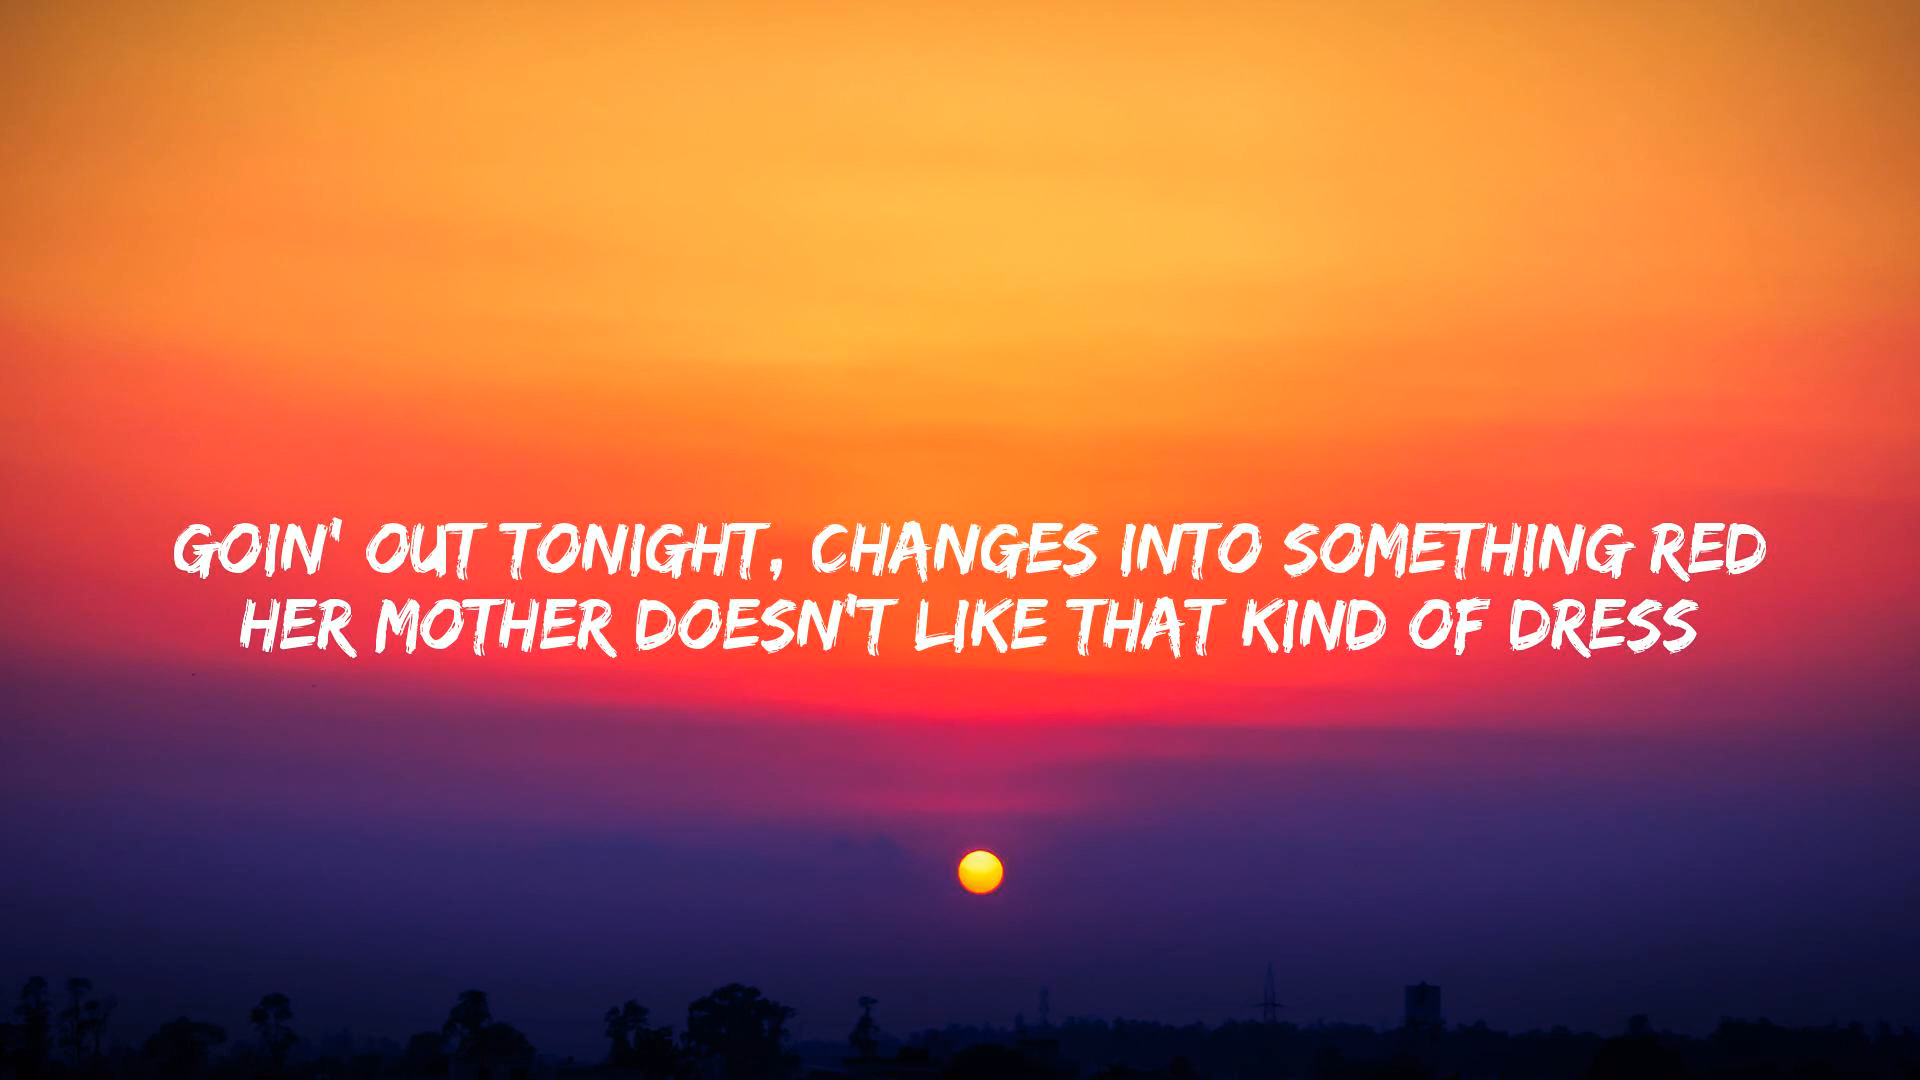 GOIN' OUT TONIGHT, CHANGES INTO SOMETHING RED
HER MOTHER DOESN'T LIKE THAT KIND OF DRESS